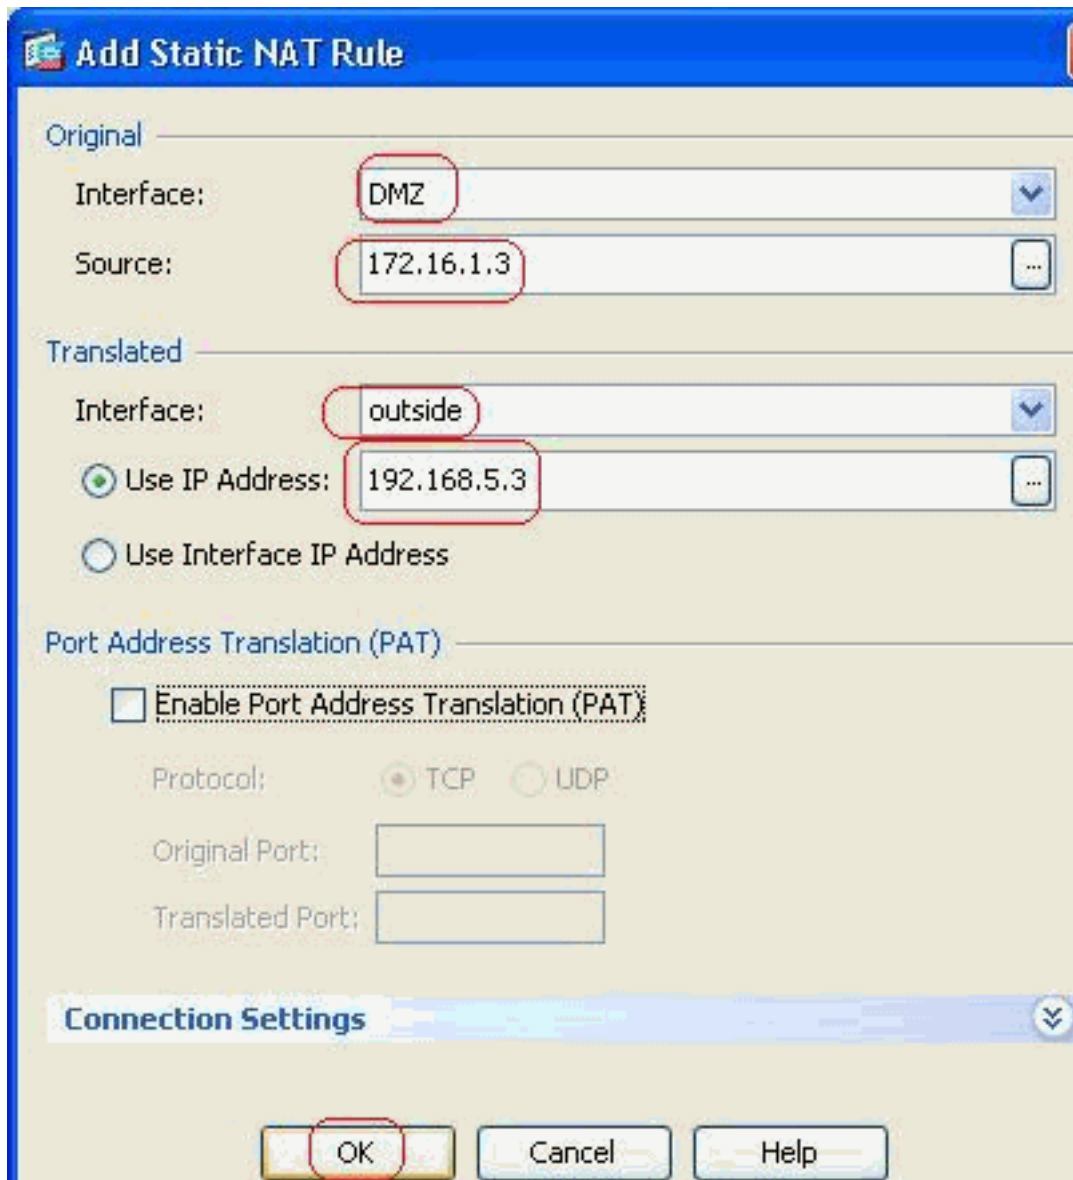 Add Static NAT Rule
Original
Interface: DMZ
Source: 172.16.1.3 ...
Translated
Interface: outside
Use IP Address: 192.168.5.3 ...
Use Interface IP Address
Port Address Translation (PAT)
Enable Port Address Translation (PAT)
Protocol: TCP UDP
Original Port:
Translated Port:
Connection Settings
OK Cancel Help